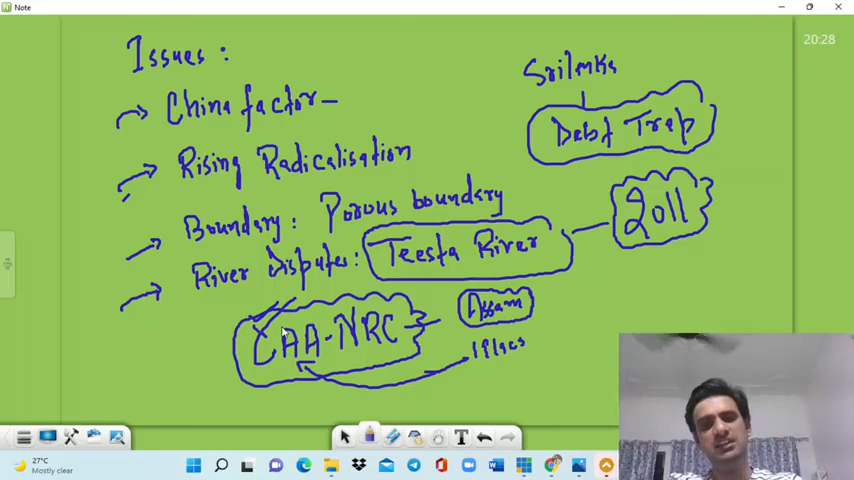 Note
20:28
Issues :
China factor -
Rising Radicalisation
Boundary : Porous boundary
River Disputes : Teesta River
2011
Srilanka
Debt Trap
CAA-NRC
Assam
27°C
Mostly clear